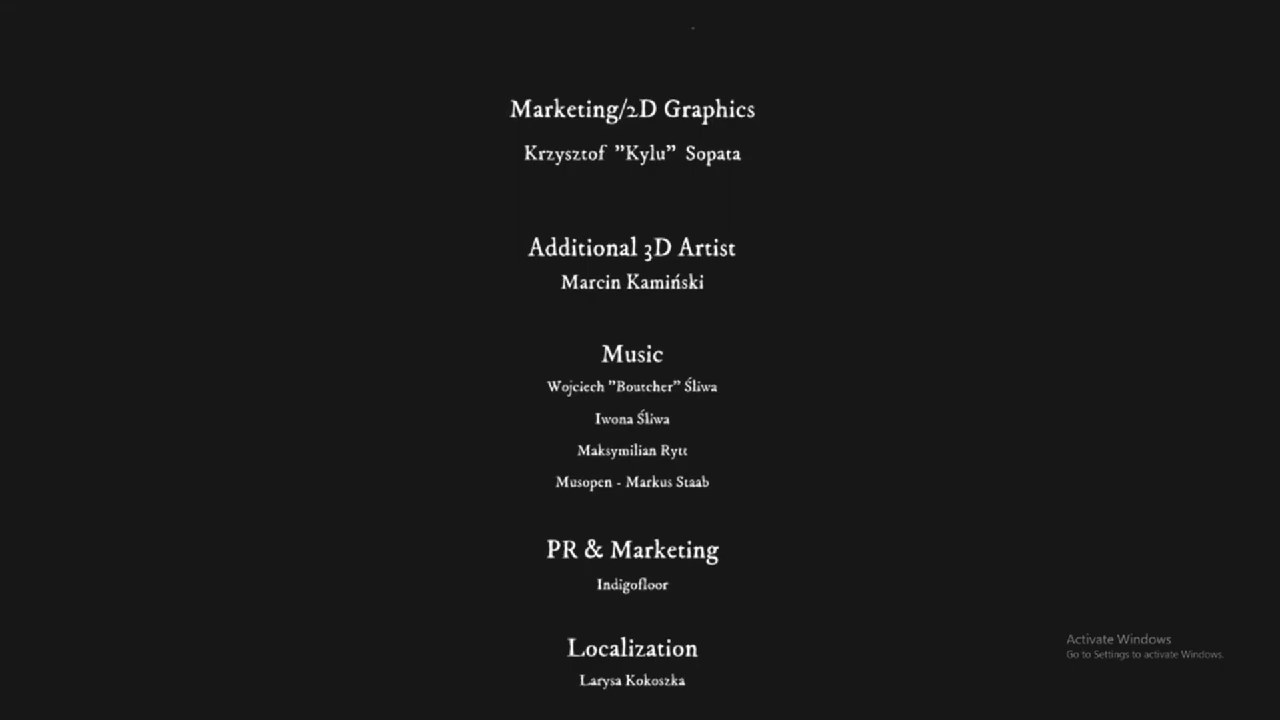 Marketing/2D Graphics
Krzysztof "Kylu" Sopata
Additional 3D Artist
Marcin Kamiński
Music
Wojciech "Boutcher" Śliwa
Iwona Śliwa
Maksymilian Rytt
Musopen - Markus Staab
PR & Marketing
Indigofloor
Localization
Larysa Kokoszka
Activate Windows
Go to Settings to activate Windows.